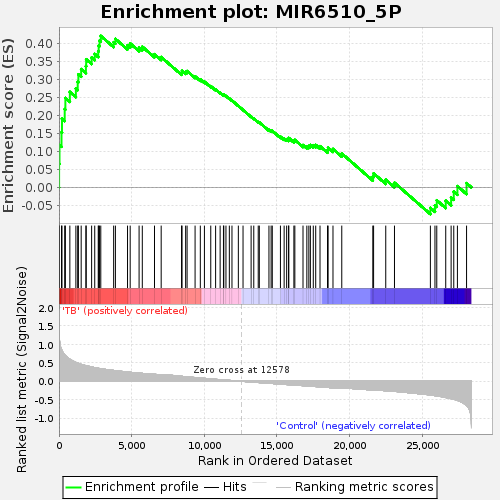 Enrichment plot: MIR6510_5P
Enrichment score (ES)
0.40
0.35
0.30
0.25
0.20
0.15
0.10
0.05
0.00
-0.05
'TB' (positively correlated)
Ranked list metric (Signal2Noise)
2.0
1.5
1.0
0.5
0.0
-0.5
-1.0
Zero cross at 12578
'Control' (negatively correlated)
0
5,000
10,000
15,000
20,000
25,000
Rank in Ordered Dataset
Enrichment profile
Hits
Ranking metric scores